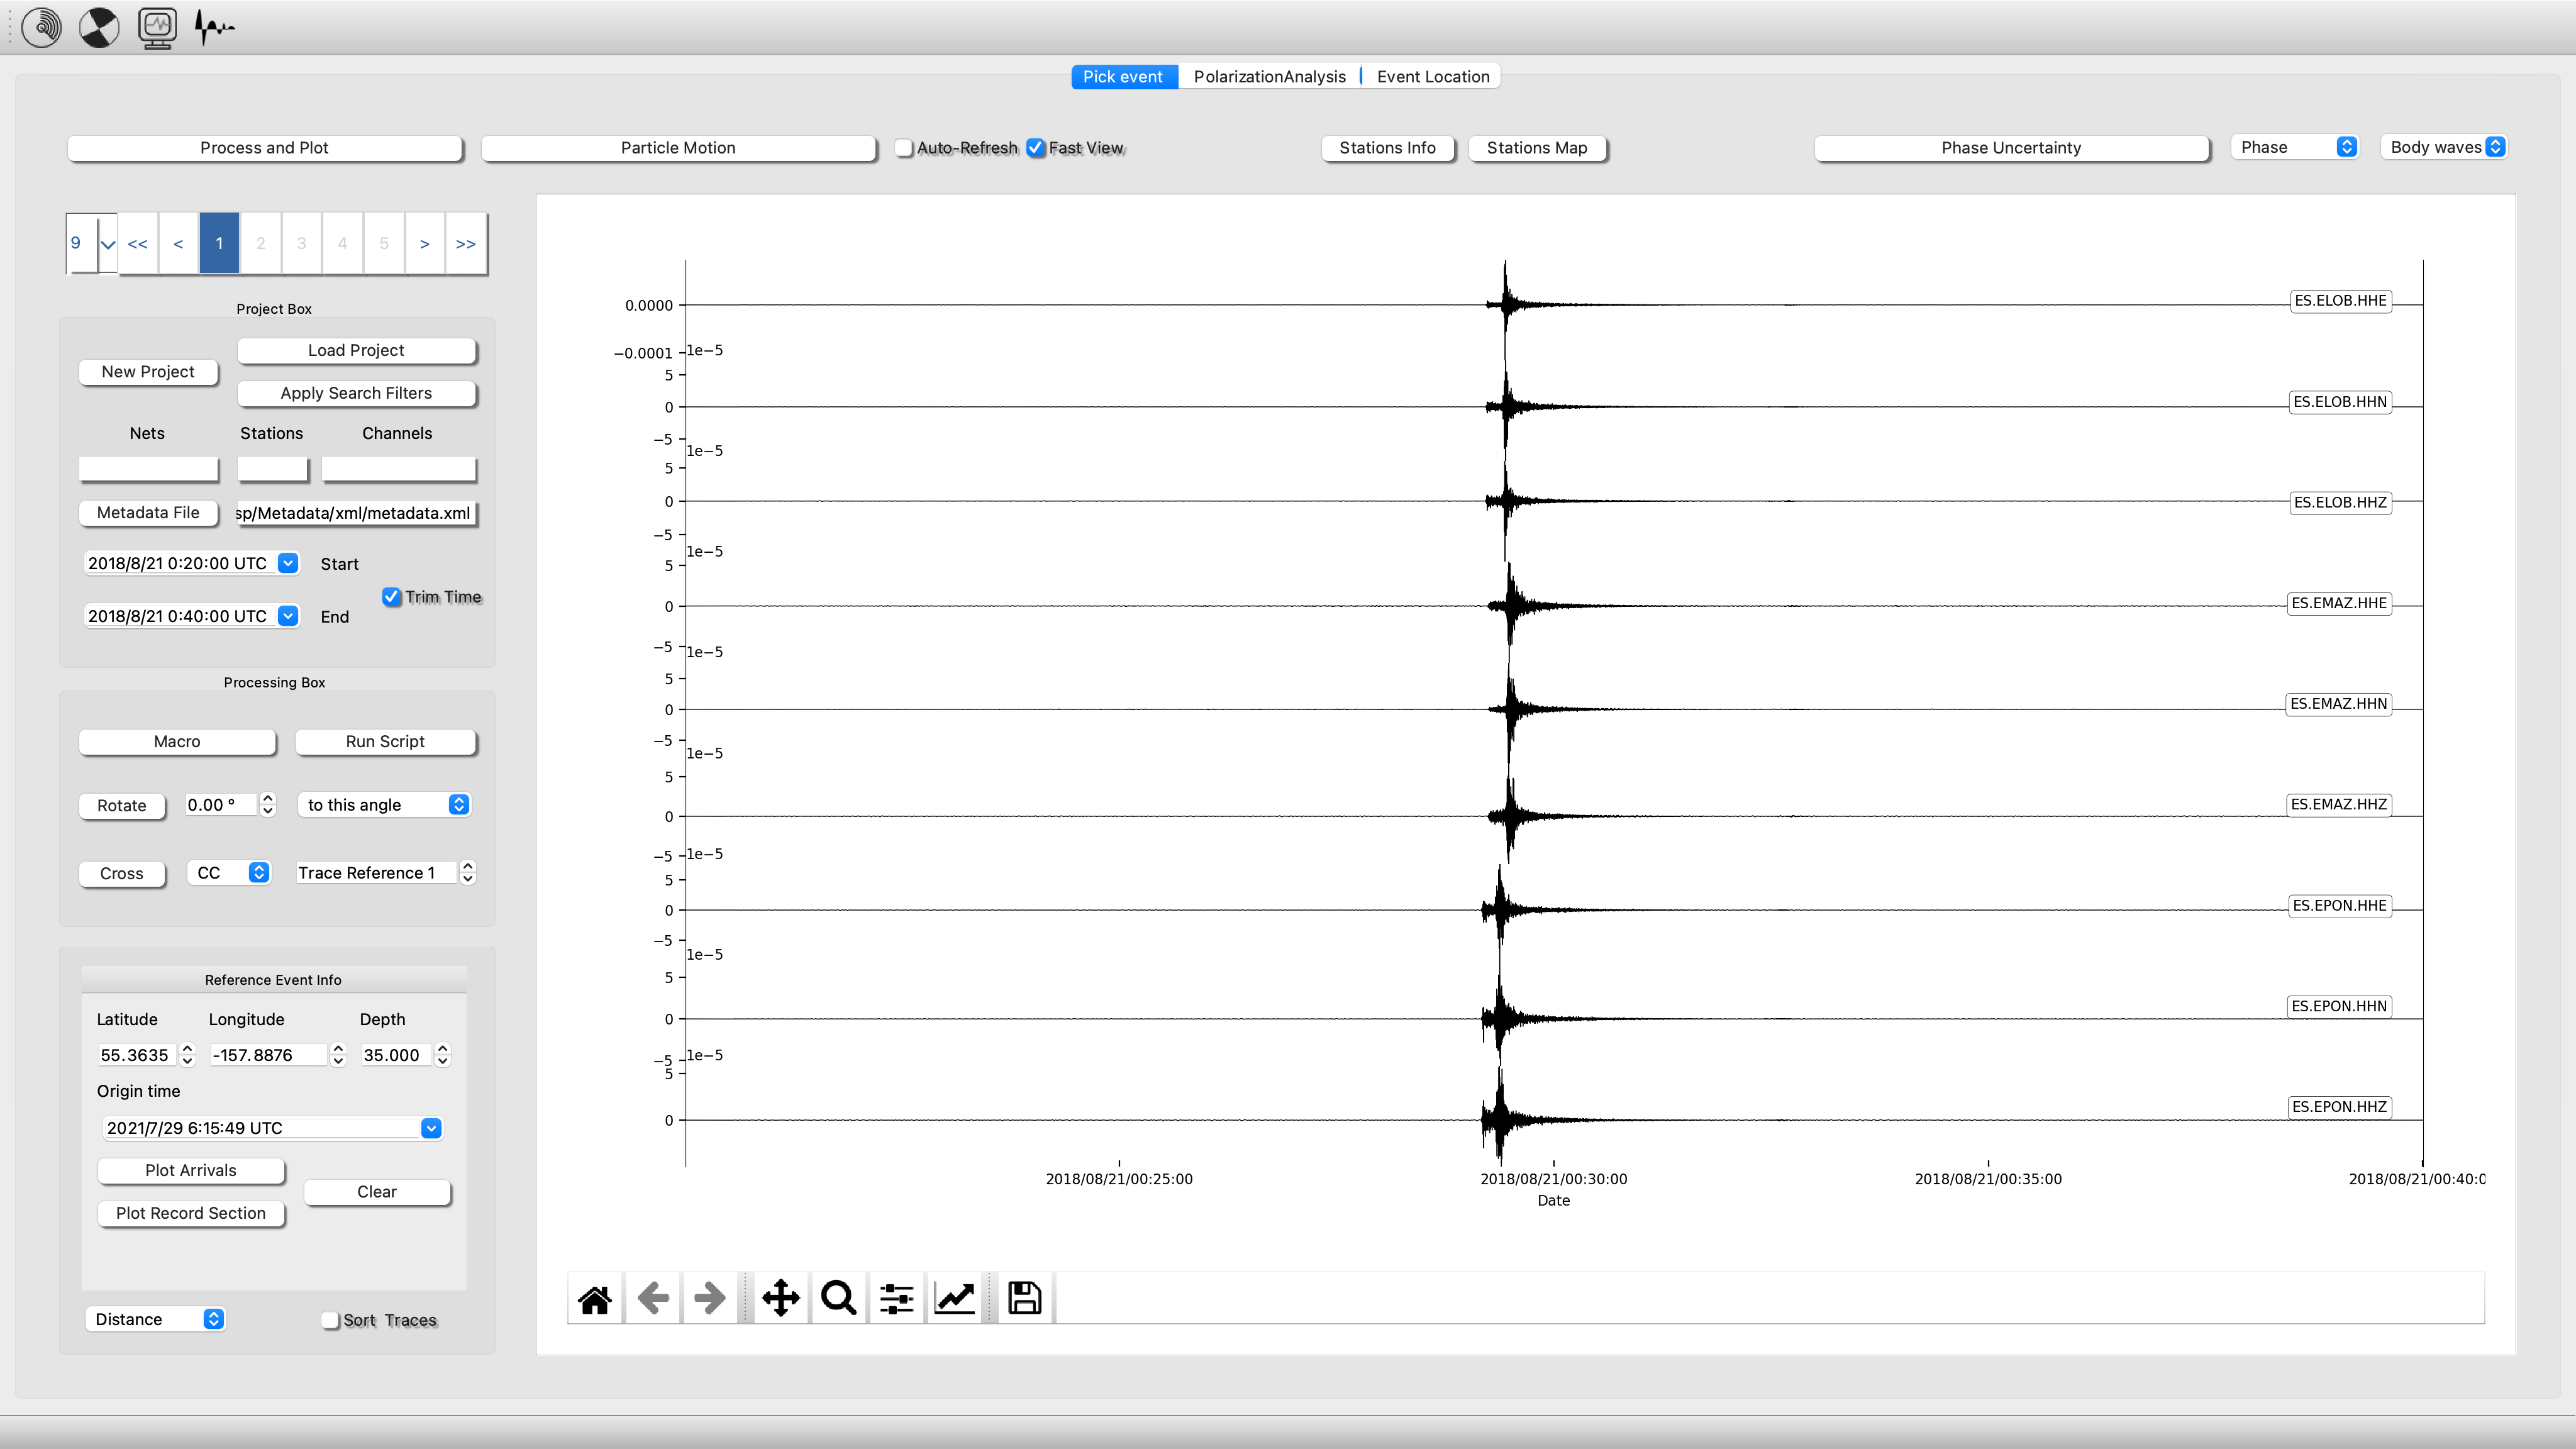 Pick event PolarizationAnalysis Event Location
Process and Plot Particle Motion Auto-Refresh Fast View Stations Info Stations Map Phase Uncertainty Phase Body waves
9 << < 1 2 3 4 5 > >>
Project Box
New Project
Load Project
Apply Search Filters
Nets Stations Channels
Metadata File sp/Metadata/xml/metadata.xml
2018/8/21 0:20:00 UTC Start
Trim Time
2018/8/21 0:40:00 UTC End
Processing Box
Macro Run Script
Rotate 0.00 ° to this angle
Cross CC Trace Reference 1
Reference Event Info
Latitude Longitude Depth
55.3635 -157.8876 35.000
Origin time
2021/7/29 6:15:49 UTC
Plot Arrivals
Clear
Plot Record Section
Distance Sort Traces
0.0000 ES.ELOB.HHE
−0.0001 1e−5
5
0 ES.ELOB.HHN
−5 1e−5
5
0 ES.ELOB.HHZ
−5 1e−5
5
0 ES.EMAZ.HHE
−5 1e−5
5
0 ES.EMAZ.HHN
−5 1e−5
5
0 ES.EMAZ.HHZ
−5 1e−5
5
0 ES.EPON.HHE
−5 1e−5
5
0 ES.EPON.HHN
−5 1e−5
5
0 ES.EPON.HHZ
2018/08/21/00:25:00 2018/08/21/00:30:00 2018/08/21/00:35:00 2018/08/21/00:40:0
Date